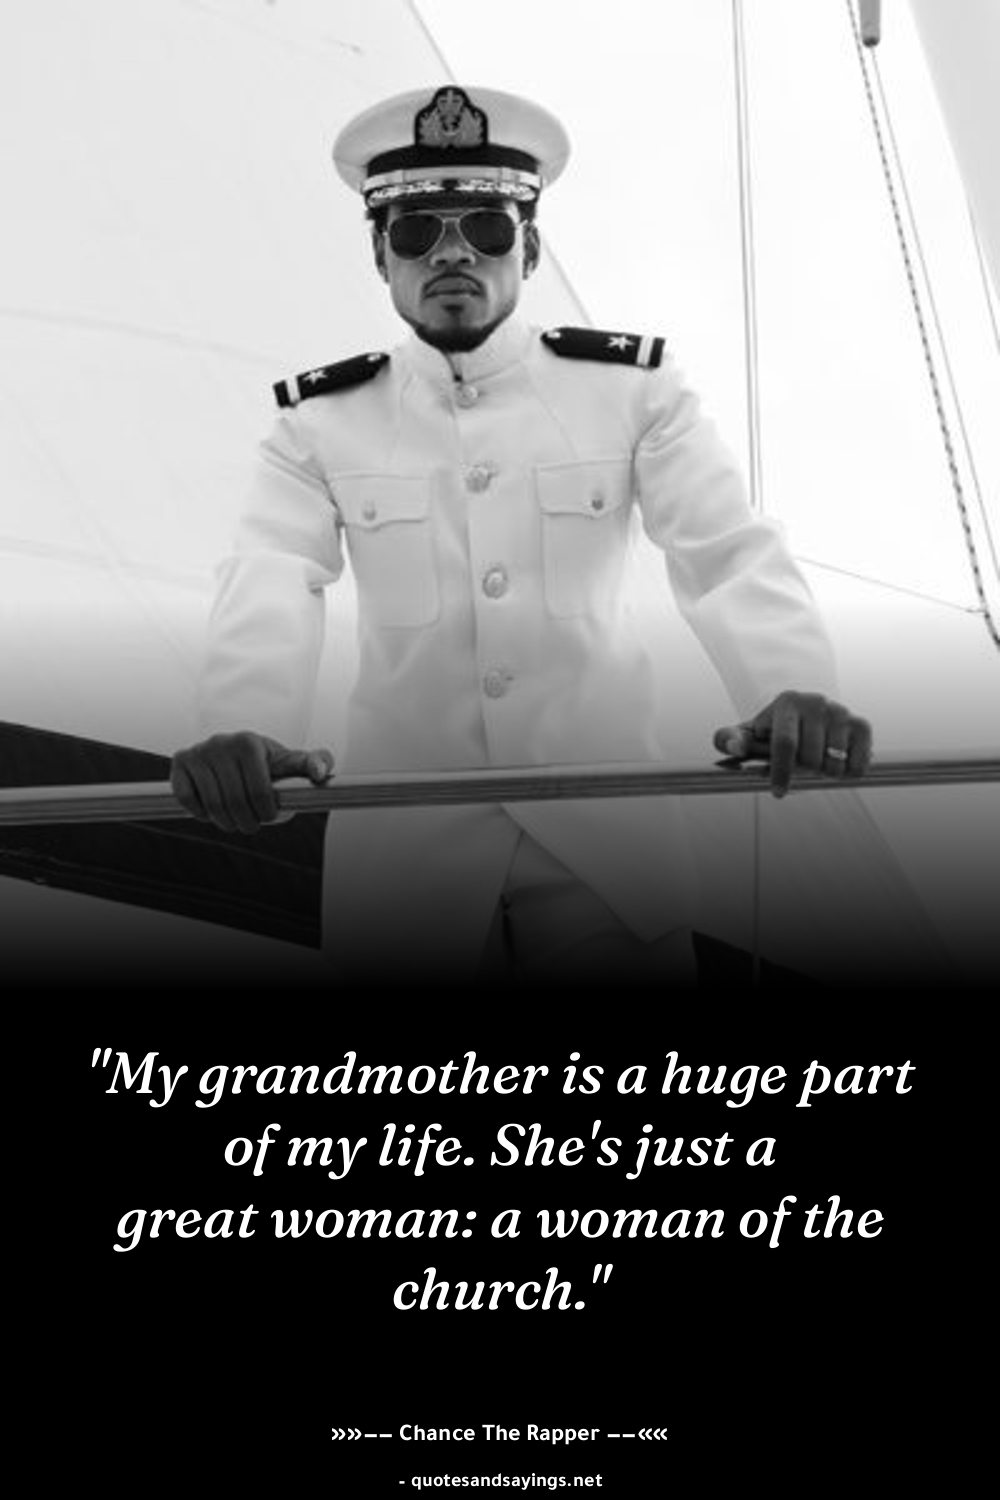 "My grandmother is a huge part
of my life. She's just a
great woman: a woman of the
church."
»»–– Chance The Rapper ––««
- quotesandsayings.net